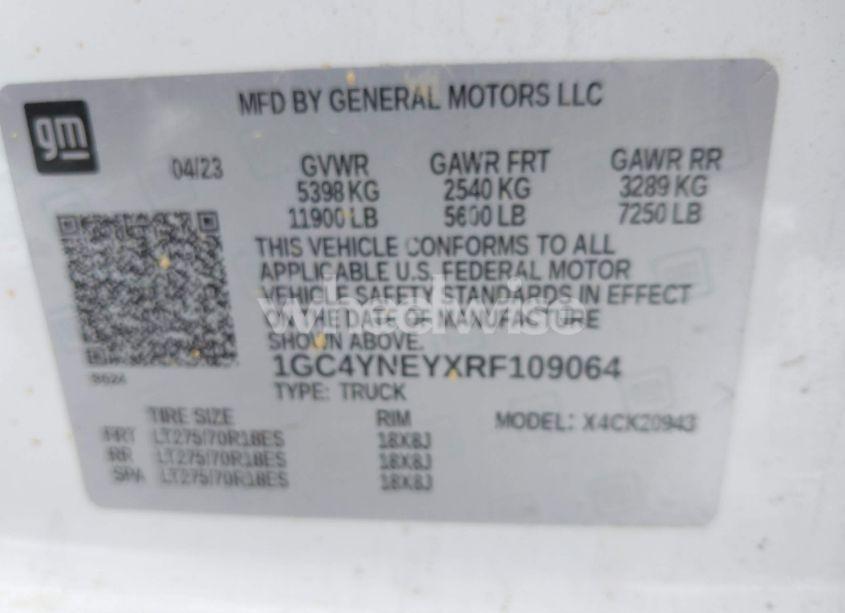 gm
MFD BY GENERAL MOTORS LLC
04/23 GVWR GAWR FRT GAWR RR
5398 KG 2540 KG 3289 KG
11900 LB 5600 LB 7250 LB
THIS VEHICLE CONFORMS TO ALL
APPLICABLE U.S. FEDERAL MOTOR
VEHICLE SAFETY STANDARDS IN EFFECT
ON THE DATE OF MANUFACTURE
SHOWN ABOVE.
wheelwise
1GC4YNEYXRF109064
TYPE: TRUCK
TIRE SIZE RIM MODEL: X4CK20943
FRT LT275/70R18ES 18X8J
RR LT275/70R18ES 18X8J
SPA LT275/70R18ES 18X8J